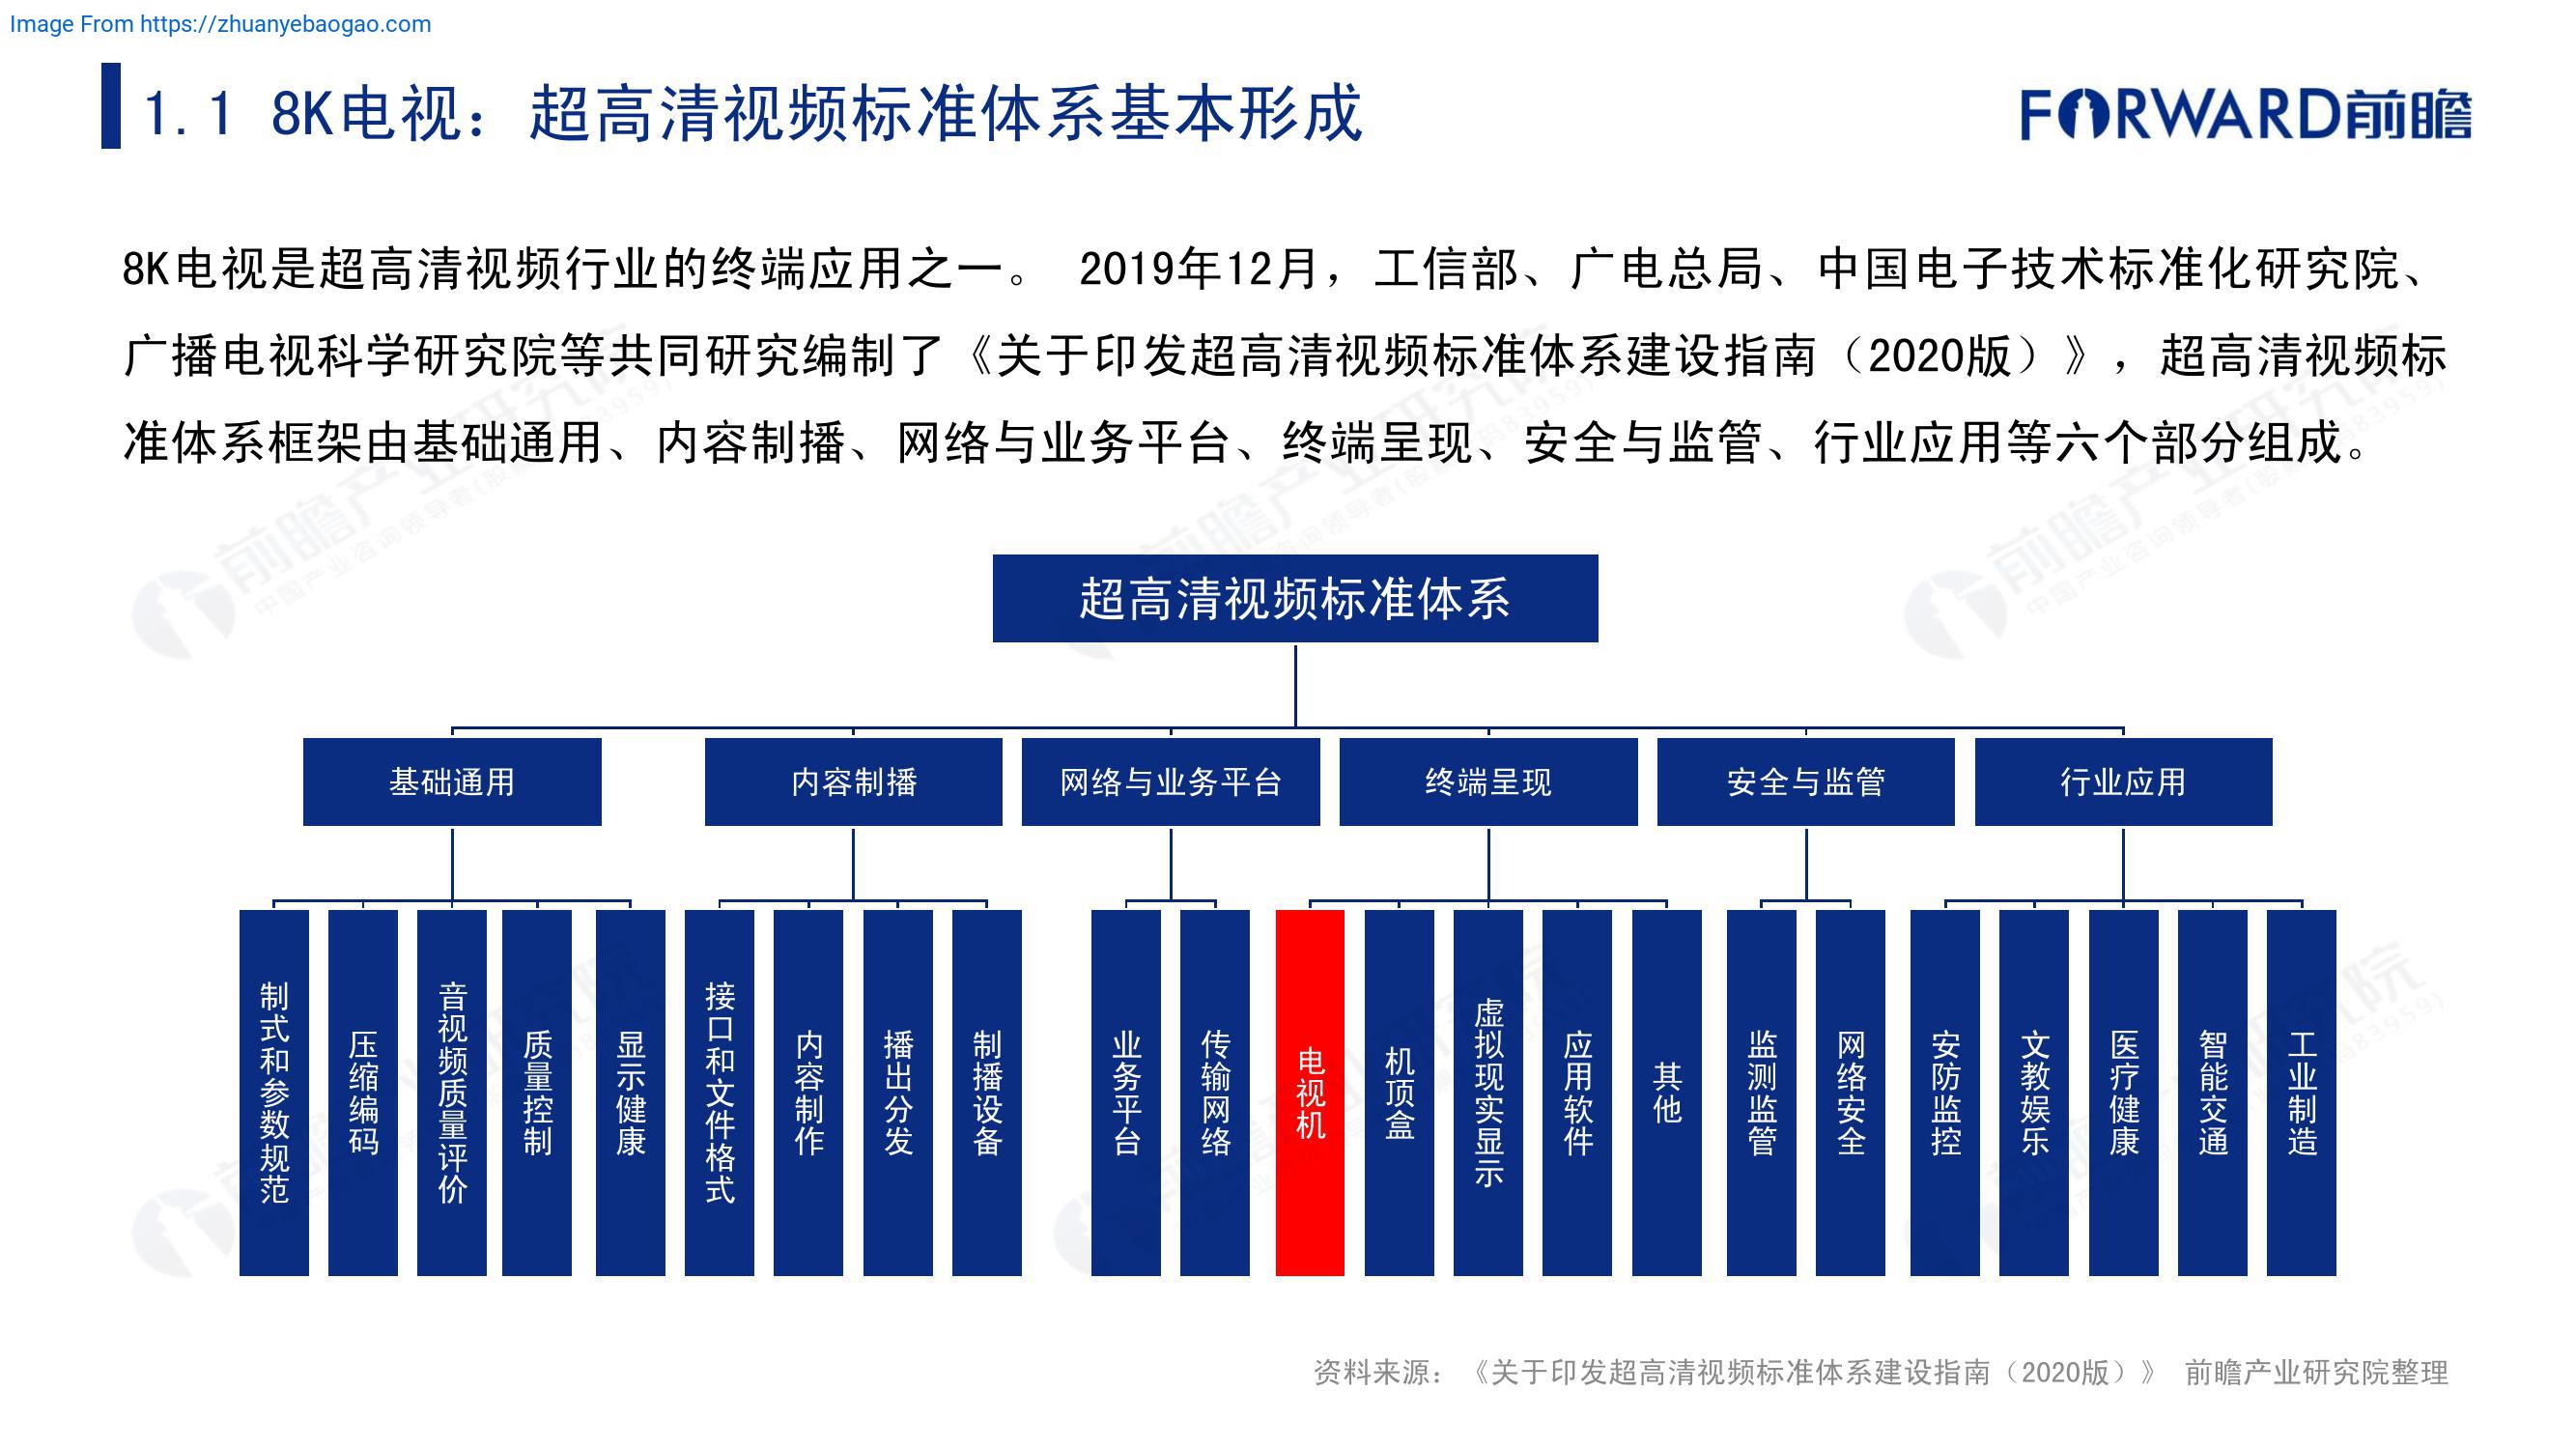 Image From https://zhuanyebaogao.com
1.1 8K电视：超高清视频标准体系基本形成
FORWARD前瞻
8K电视是超高清视频行业的终端应用之一。 2019年12月，工信部、广电总局、中国电子技术标准化研究院、
广播电视科学研究院等共同研究编制了《关于印发超高清视频标准体系建设指南（2020版）》，超高清视频标
准体系框架由基础通用、内容制播、网络与业务平台、终端呈现、安全与监管、行业应用等六个部分组成。
超高清视频标准体系
基础通用
内容制播
网络与业务平台
终端呈现
安全与监管
行业应用
制式和参数规范
压缩编码
音视频质量评价
质量控制
显示健康
接口和文件格式
内容制作
播出分发
制播设备
业务平台
传输网络
电视机
机顶盒
虚拟现实显示
应用软件
其他
监测监管
网络安全
安防监控
文教娱乐
医疗健康
智能交通
工业制造
资料来源：《关于印发超高清视频标准体系建设指南（2020版）》 前瞻产业研究院整理